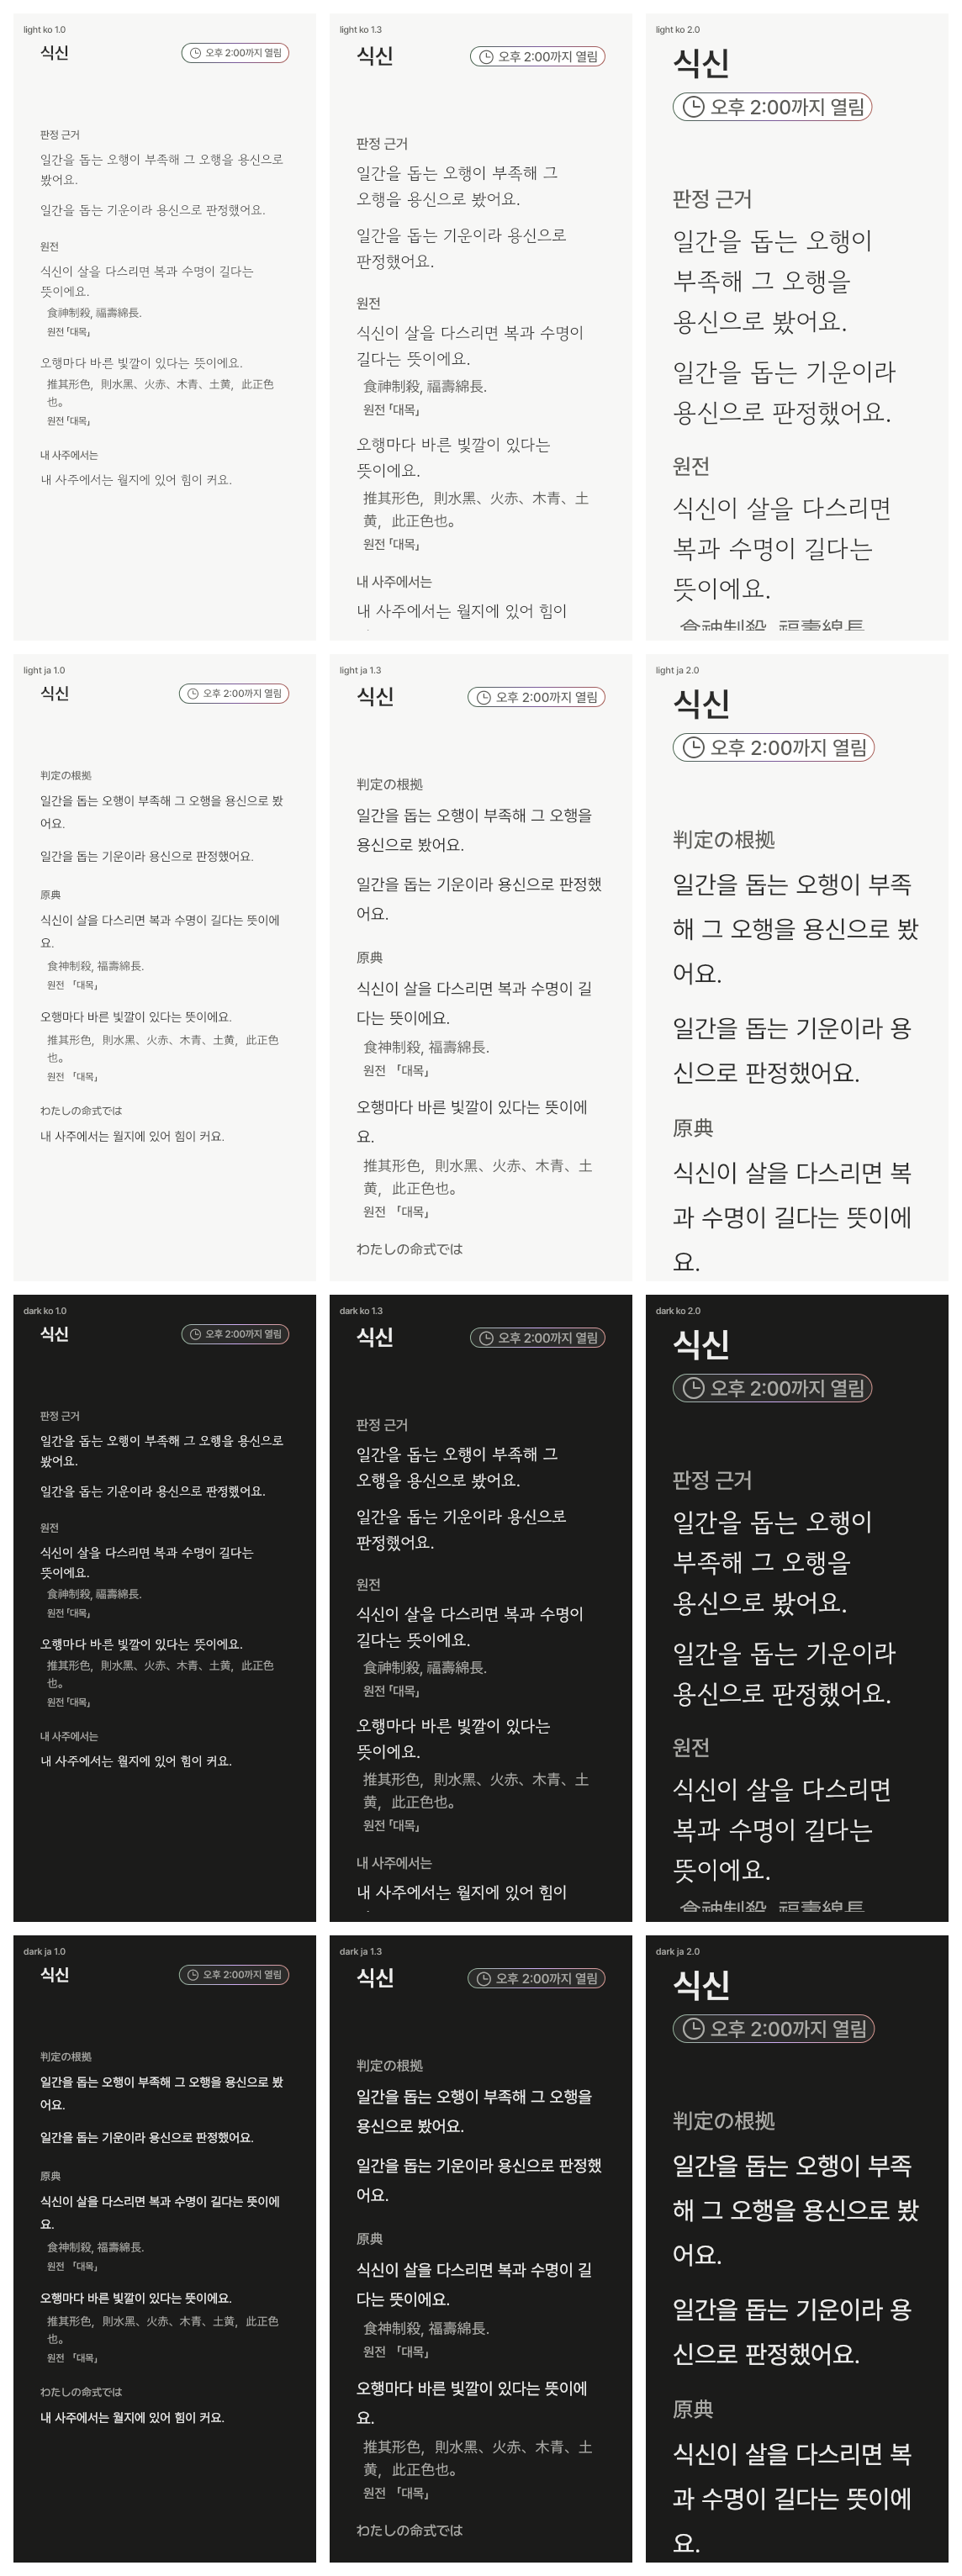 light ko 1.0
식신
오후 2:00까지 열림
판정 근거
일간을 돕는 오행이 부족해 그 오행을 용신으로
봤어요.
일간을 돕는 기운이라 용신으로 판정했어요.
원전
식신이 살을 다스리면 복과 수명이 길다는
뜻이에요.
食神制殺, 福壽綿長.
원전 「대목」
오행마다 바른 빛깔이 있다는 뜻이에요.
推其形色，則水黑、火赤、木青、土黄，此正色
也。
원전 「대목」
내 사주에서는
내 사주에서는 월지에 있어 힘이 커요.
light ko 1.3
식신
오후 2:00까지 열림
판정 근거
일간을 돕는 오행이 부족해 그
오행을 용신으로 봤어요.
일간을 돕는 기운이라 용신으로
판정했어요.
원전
식신이 살을 다스리면 복과 수명이
길다는 뜻이에요.
食神制殺, 福壽綿長.
원전 「대목」
오행마다 바른 빛깔이 있다는
뜻이에요.
推其形色，則水黑、火赤、木青、土
黄，此正色也。
원전 「대목」
내 사주에서는
내 사주에서는 월지에 있어 힘이
light ko 2.0
식신
오후 2:00까지 열림
판정 근거
일간을 돕는 오행이
부족해 그 오행을
용신으로 봤어요.
일간을 돕는 기운이라
용신으로 판정했어요.
원전
식신이 살을 다스리면
복과 수명이 길다는
뜻이에요.
食神制殺, 福壽綿長
light ja 1.0
식신
오후 2:00까지 열림
判定の根拠
일간을 돕는 오행이 부족해 그 오행을 용신으로 봤
어요.
일간을 돕는 기운이라 용신으로 판정했어요.
原典
식신이 살을 다스리면 복과 수명이 길다는 뜻이에
요.
食神制殺, 福壽綿長.
원전 「대목」
오행마다 바른 빛깔이 있다는 뜻이에요.
推其形色，則水黑、火赤、木青、土黄，此正色
也。
원전 「대목」
わたしの命式では
내 사주에서는 월지에 있어 힘이 커요.
light ja 1.3
식신
오후 2:00까지 열림
判定の根拠
일간을 돕는 오행이 부족해 그 오행을
용신으로 봤어요.
일간을 돕는 기운이라 용신으로 판정했
어요.
原典
식신이 살을 다스리면 복과 수명이 길
다는 뜻이에요.
食神制殺, 福壽綿長.
원전 「대목」
오행마다 바른 빛깔이 있다는 뜻이에
요.
推其形色，則水黑、火赤、木青、土
黄，此正色也。
원전 「대목」
わたしの命式では
light ja 2.0
식신
오후 2:00까지 열림
判定の根拠
일간을 돕는 오행이 부족
해 그 오행을 용신으로 봤
어요.
일간을 돕는 기운이라 용
신으로 판정했어요.
原典
식신이 살을 다스리면 복
과 수명이 길다는 뜻이에
요.
dark ko 1.0
식신
오후 2:00까지 열림
판정 근거
일간을 돕는 오행이 부족해 그 오행을 용신으로
봤어요.
일간을 돕는 기운이라 용신으로 판정했어요.
원전
식신이 살을 다스리면 복과 수명이 길다는
뜻이에요.
食神制殺, 福壽綿長.
원전 「대목」
오행마다 바른 빛깔이 있다는 뜻이에요.
推其形色，則水黑、火赤、木青、土黄，此正色
也。
원전 「대목」
내 사주에서는
내 사주에서는 월지에 있어 힘이 커요.
dark ko 1.3
식신
오후 2:00까지 열림
판정 근거
일간을 돕는 오행이 부족해 그
오행을 용신으로 봤어요.
일간을 돕는 기운이라 용신으로
판정했어요.
원전
식신이 살을 다스리면 복과 수명이
길다는 뜻이에요.
食神制殺, 福壽綿長.
원전 「대목」
오행마다 바른 빛깔이 있다는
뜻이에요.
推其形色，則水黑、火赤、木青、土
黄，此正色也。
원전 「대목」
내 사주에서는
내 사주에서는 월지에 있어 힘이
dark ko 2.0
식신
오후 2:00까지 열림
판정 근거
일간을 돕는 오행이
부족해 그 오행을
용신으로 봤어요.
일간을 돕는 기운이라
용신으로 판정했어요.
원전
식신이 살을 다스리면
복과 수명이 길다는
뜻이에요.
食神制殺, 福壽綿長
dark ja 1.0
식신
오후 2:00까지 열림
判定の根拠
일간을 돕는 오행이 부족해 그 오행을 용신으로 봤
어요.
일간을 돕는 기운이라 용신으로 판정했어요.
原典
식신이 살을 다스리면 복과 수명이 길다는 뜻이에
요.
食神制殺, 福壽綿長.
원전 「대목」
오행마다 바른 빛깔이 있다는 뜻이에요.
推其形色，則水黑、火赤、木青、土黄，此正色
也。
원전 「대목」
わたしの命式では
내 사주에서는 월지에 있어 힘이 커요.
dark ja 1.3
식신
오후 2:00까지 열림
判定の根拠
일간을 돕는 오행이 부족해 그 오행을
용신으로 봤어요.
일간을 돕는 기운이라 용신으로 판정했
어요.
原典
식신이 살을 다스리면 복과 수명이 길
다는 뜻이에요.
食神制殺, 福壽綿長.
원전 「대목」
오행마다 바른 빛깔이 있다는 뜻이에
요.
推其形色，則水黑、火赤、木青、土
黄，此正色也。
원전 「대목」
わたしの命式では
dark ja 2.0
식신
오후 2:00까지 열림
判定の根拠
일간을 돕는 오행이 부족
해 그 오행을 용신으로 봤
어요.
일간을 돕는 기운이라 용
신으로 판정했어요.
原典
식신이 살을 다스리면 복
과 수명이 길다는 뜻이에
요.